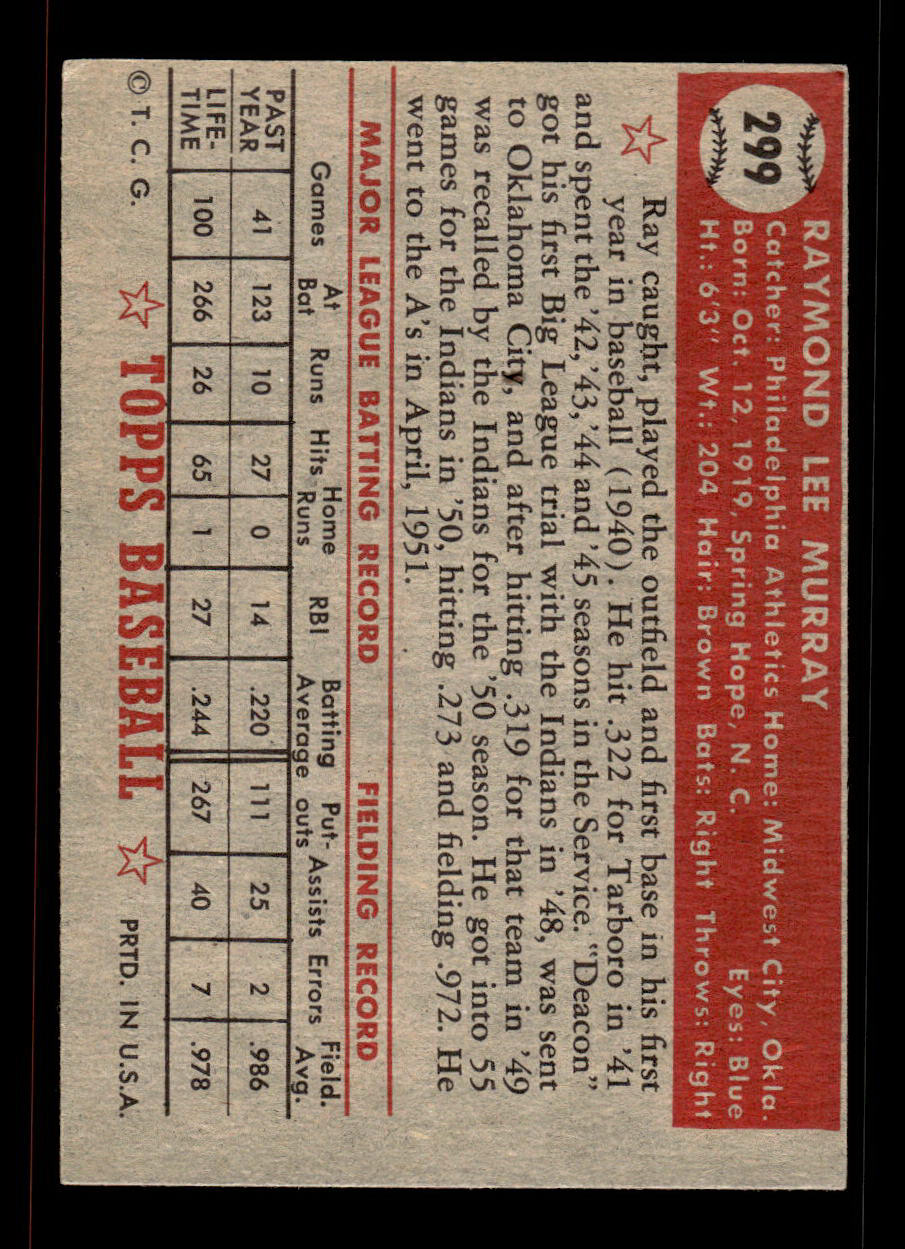 299
RAYMOND LEE MURRAY
Catcher: Philadelphia Athletics Home: Midwest City, Okla.
Born: Oct. 12, 1919, Spring Hope, N. C. Eyes: Blue
Ht.: 6'3'' Wt.: 204 Hair: Brown Bats: Right Throws: Right
Ray caught, played the outfield and first base in his first
year in baseball (1940). He hit .322 for Tarboro in '41
and spent the '42, '43, '44 and '45 seasons in the Service. "Deacon"
got his first Big League trial with the Indians in '48, was sent
to Oklahoma City, and after hitting .319 for that team in '49
was recalled by the Indians for the '50 season. He got into 55
games for the Indians in '50, hitting .273 and fielding .972. He
went to the A's in April, 1951.
MAJOR LEAGUE BATTING RECORD FIELDING RECORD
Games At Bat Runs Hits Home Runs RBI Batting Average Put-outs Assists Errors Field. Avg.
PAST YEAR 41 123 10 27 0 14 .220 111 25 2 .986
LIFE-TIME 100 266 26 65 1 27 .244 267 40 7 .978
© T. C. G. TOPPS BASEBALL PRTD. IN U.S.A.